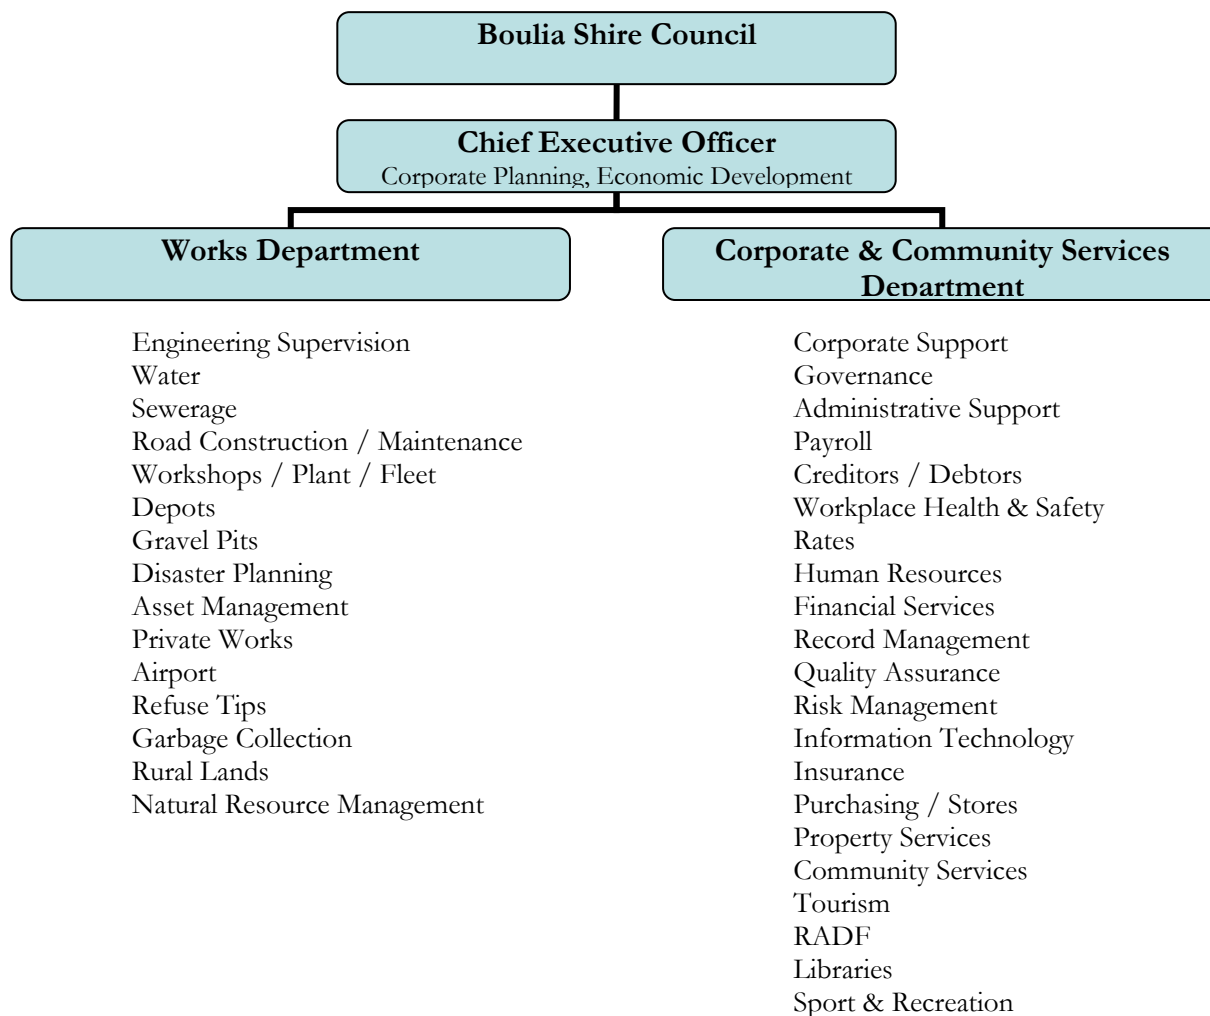 Boulia Shire Council
Chief Executive Officer
Corporate Planning, Economic Development
Works Department
Engineering Supervision
Water
Sewerage
Road Construction / Maintenance
Workshops / Plant / Fleet
Depots
Gravel Pits
Disaster Planning
Asset Management
Private Works
Airport
Refuse Tips
Garbage Collection
Rural Lands
Natural Resource Management
Corporate & Community Services
Department
Corporate Support
Governance
Administrative Support
Payroll
Creditors / Debtors
Workplace Health & Safety
Rates
Human Resources
Financial Services
Record Management
Quality Assurance
Risk Management
Information Technology
Insurance
Purchasing / Stores
Property Services
Community Services
Tourism
RADF
Libraries
Sport & Recreation